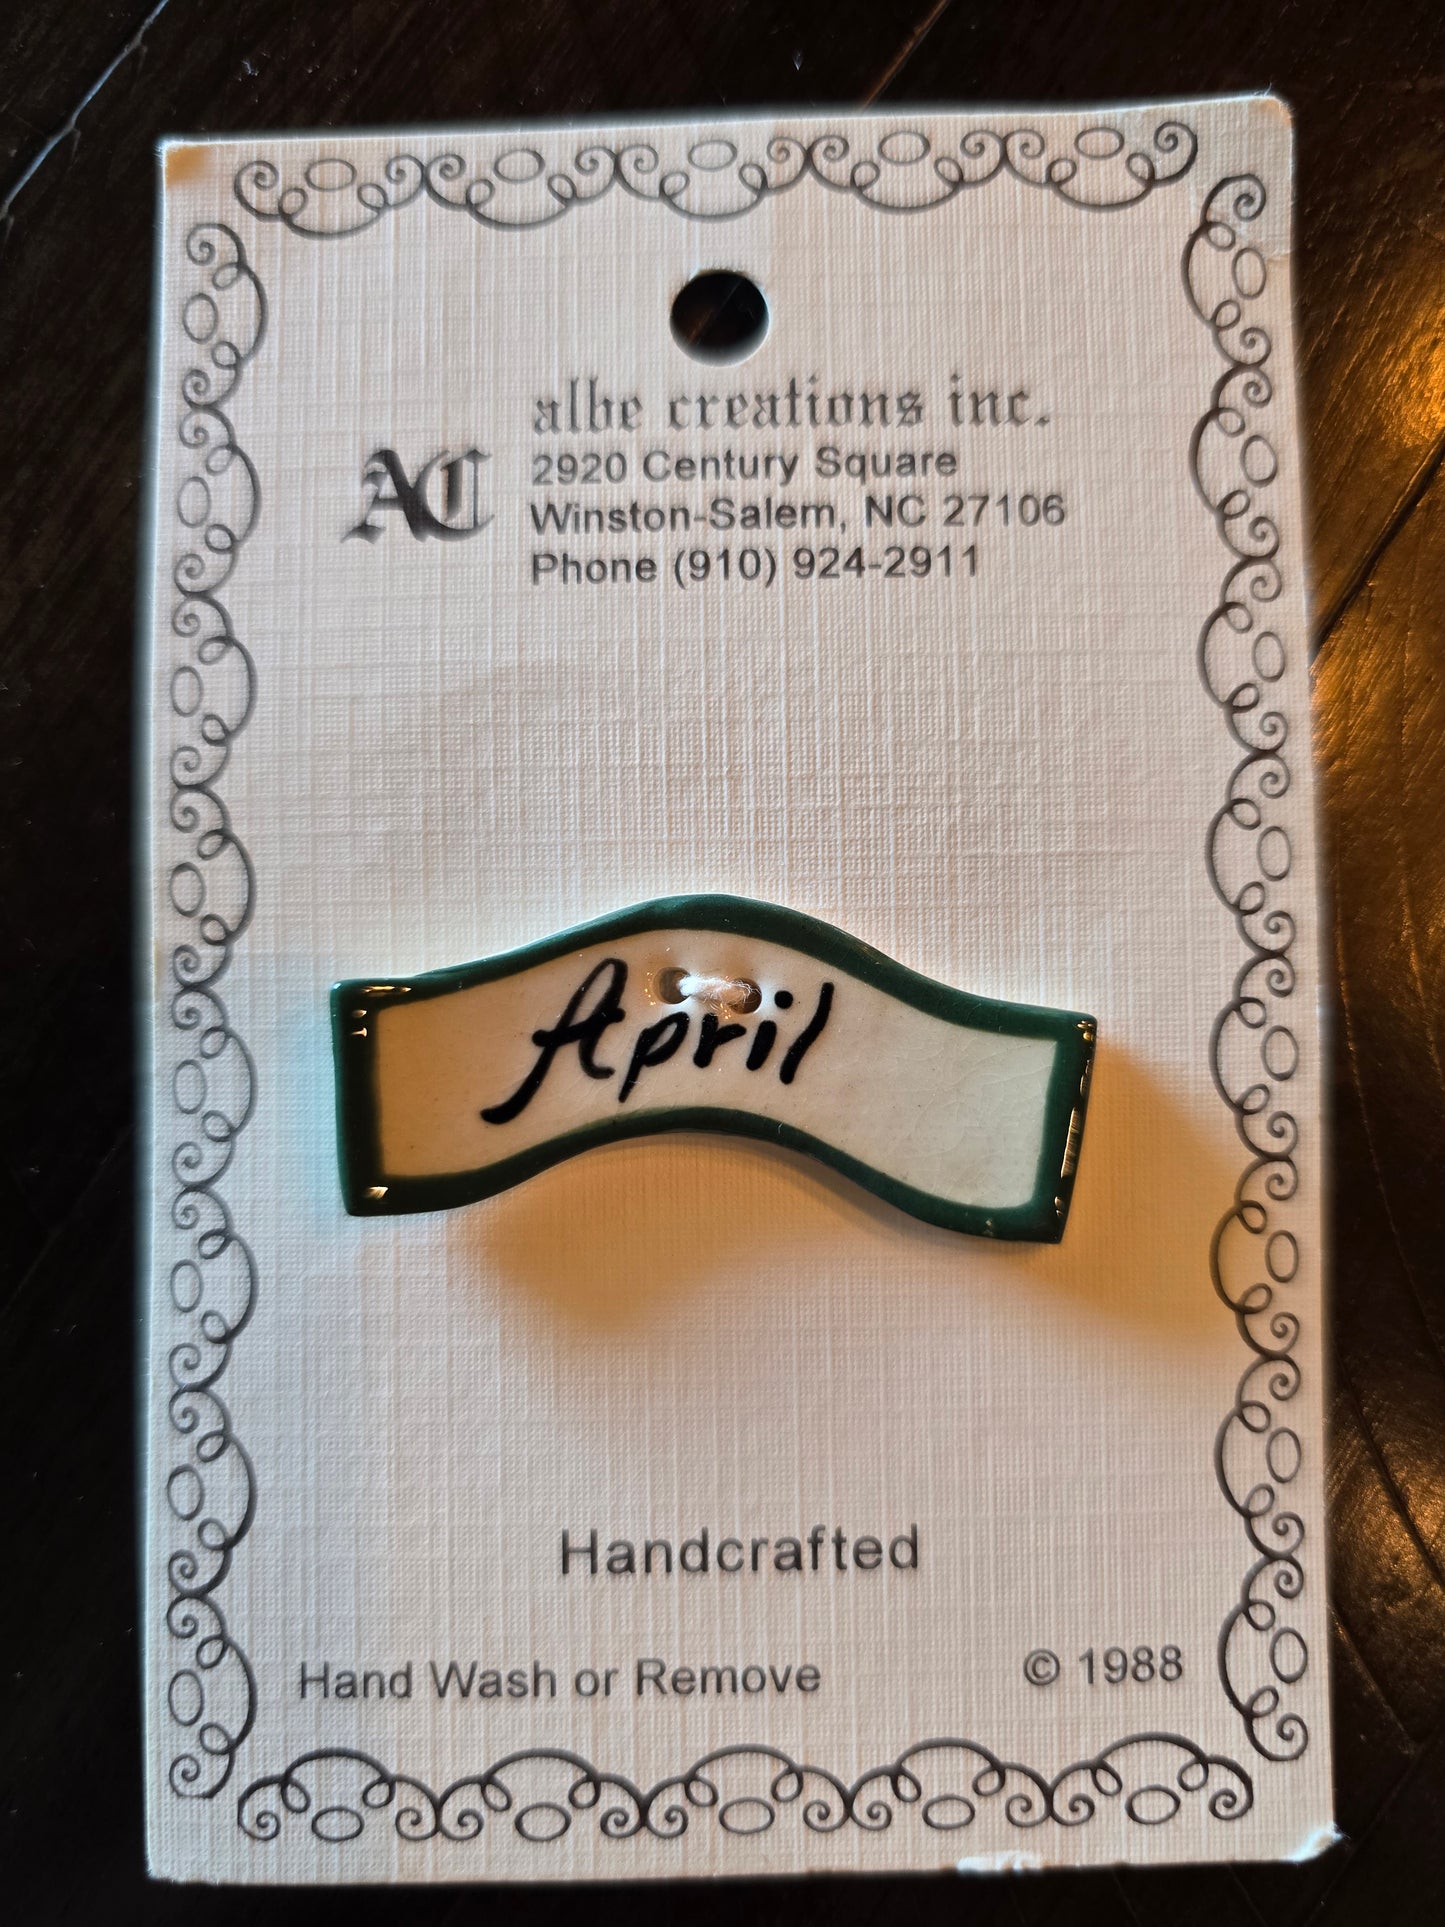 albe creations inc.
AC
2920 Century Square
Winston-Salem, NC 27106
Phone (910) 924-2911
April
Handcrafted
Hand Wash or Remove
© 1988